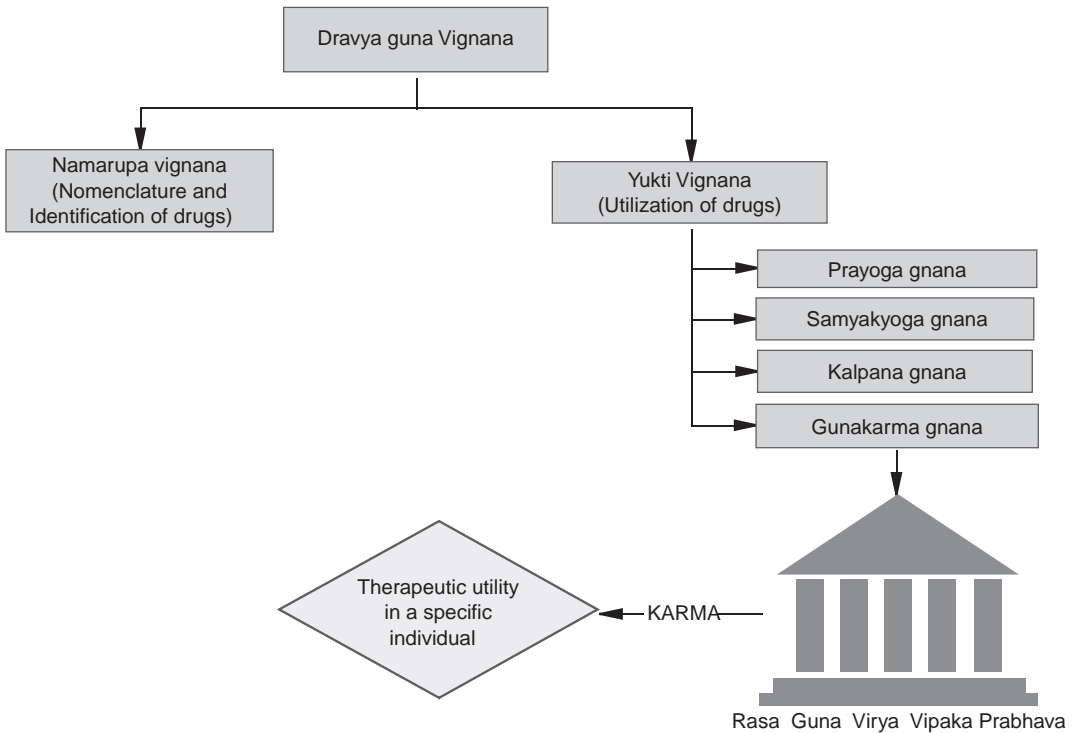 Dravya guna Vignana
Namarupa vignana
(Nomenclature and
Identification of drugs)
Yukti Vignana
(Utilization of drugs)
Prayoga gnana
Samyakyoga gnana
Kalpana gnana
Gunakarma gnana
Therapeutic utility
in a specific
individual
KARMA
Rasa Guna Virya Vipaka Prabhava